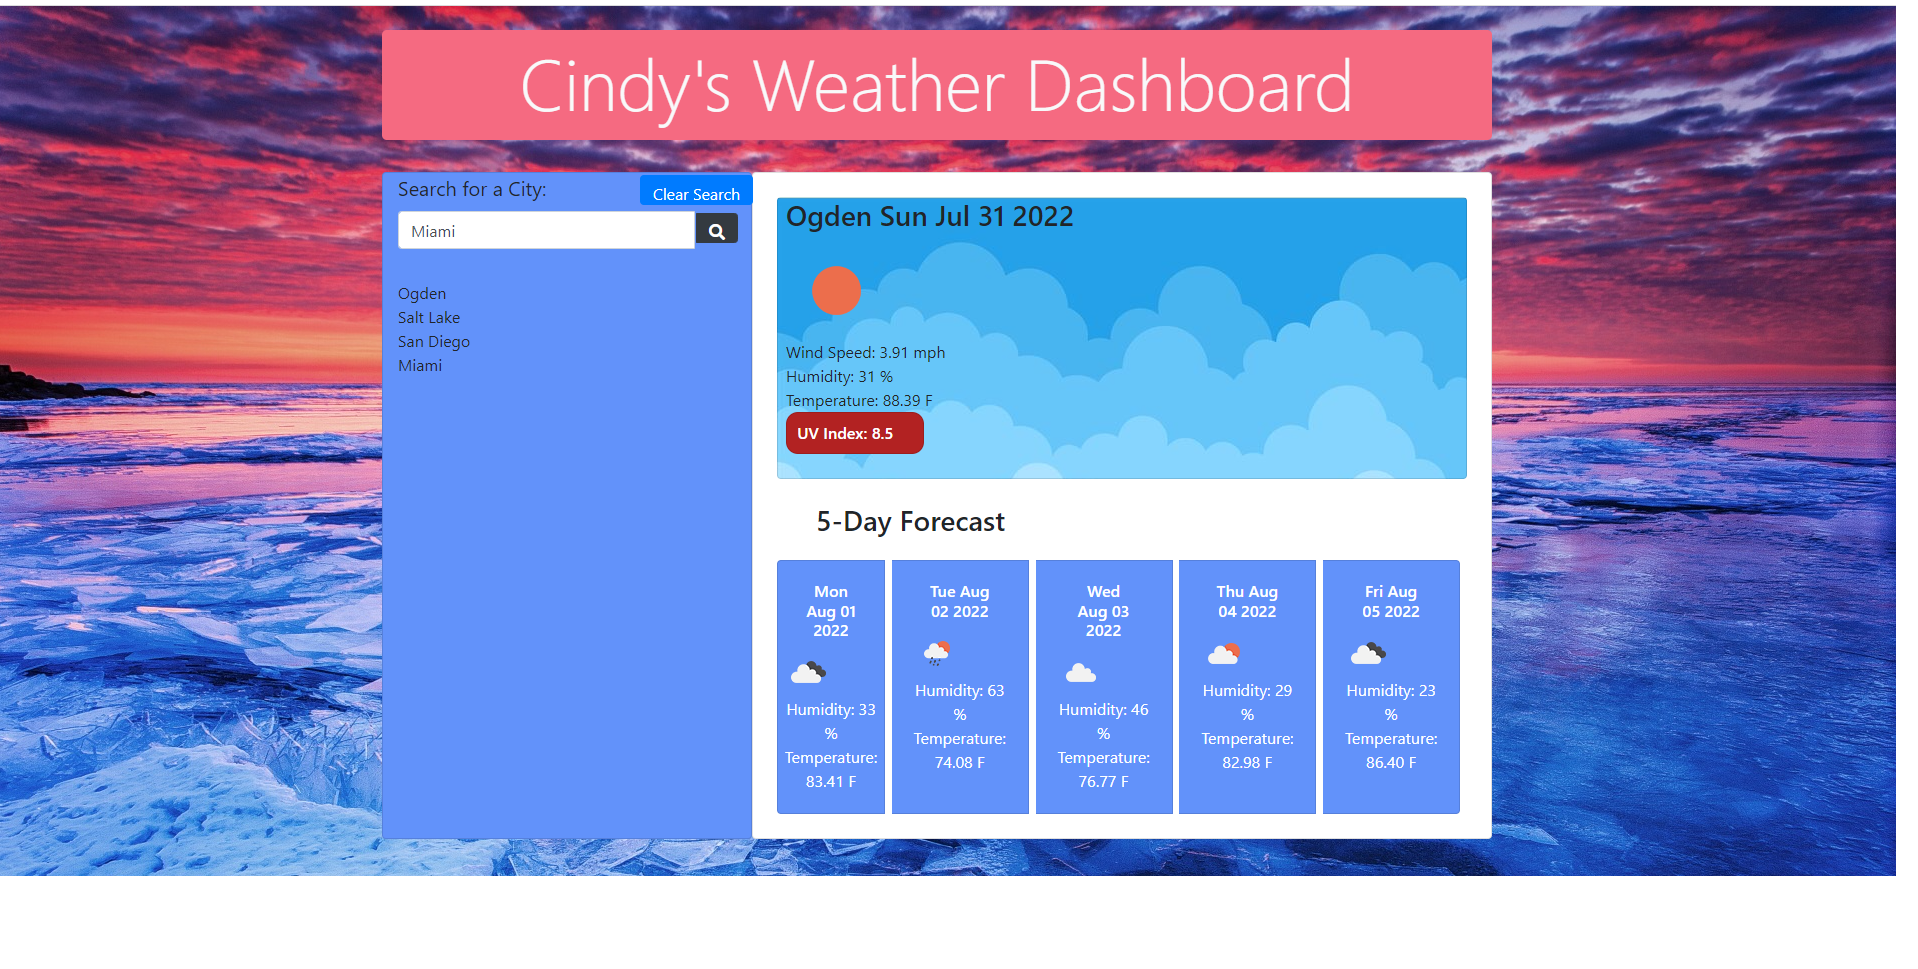 Cindy's Weather Dashboard
Search for a City:
Clear Search
Miami
Ogden
Salt Lake
San Diego
Miami
Ogden Sun Jul 31 2022
Wind Speed: 3.91 mph
Humidity: 31 %
Temperature: 88.39 F
UV Index: 8.5
5-Day Forecast
Mon
Aug 01
2022
Humidity: 33
%
Temperature:
83.41 F
Tue Aug
02 2022
Humidity: 63
%
Temperature:
74.08 F
Wed
Aug 03
2022
Humidity: 46
%
Temperature:
76.77 F
Thu Aug
04 2022
Humidity: 29
%
Temperature:
82.98 F
Fri Aug
05 2022
Humidity: 23
%
Temperature:
86.40 F